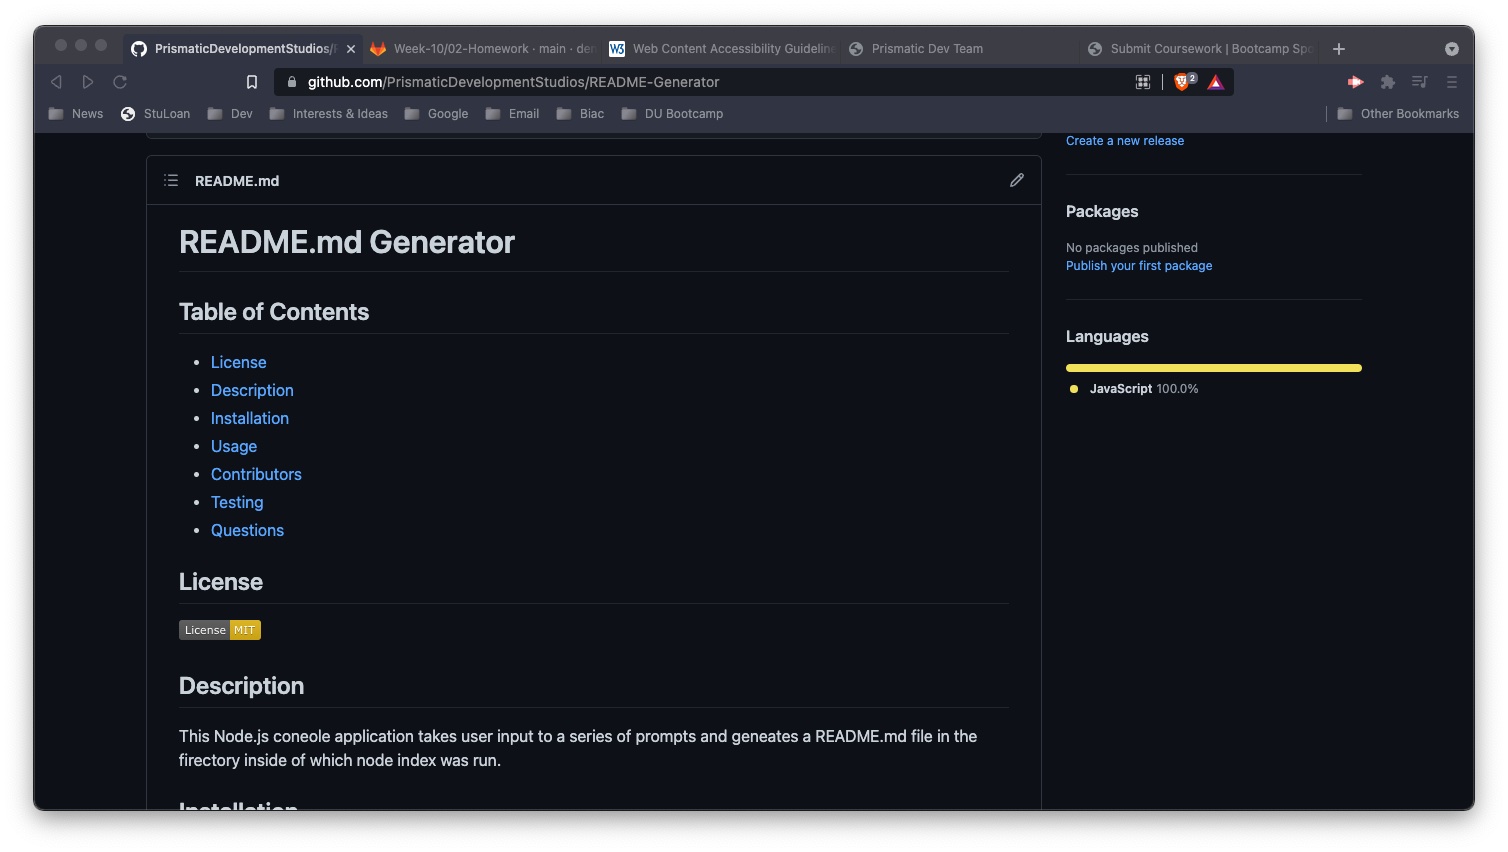 PrismaticDevelopmentStudios/
Week-10/02-Homework · main · der
Web Content Accessibility Guideline
Prismatic Dev Team
Submit Coursework | Bootcamp Spo
github.com/PrismaticDevelopmentStudios/README-Generator
2
News
StuLoan
Dev
Interests & Ideas
Google
Email
Biac
DU Bootcamp
Other Bookmarks
README.md
README.md Generator
Table of Contents
License
Description
Installation
Usage
Contributors
Testing
Questions
License
License MIT
Description
This Node.js coneole application takes user input to a series of prompts and geneates a README.md file in the
firectory inside of which node index was run.
Installation
Create a new release
Packages
No packages published
Publish your first package
Languages
JavaScript 100.0%